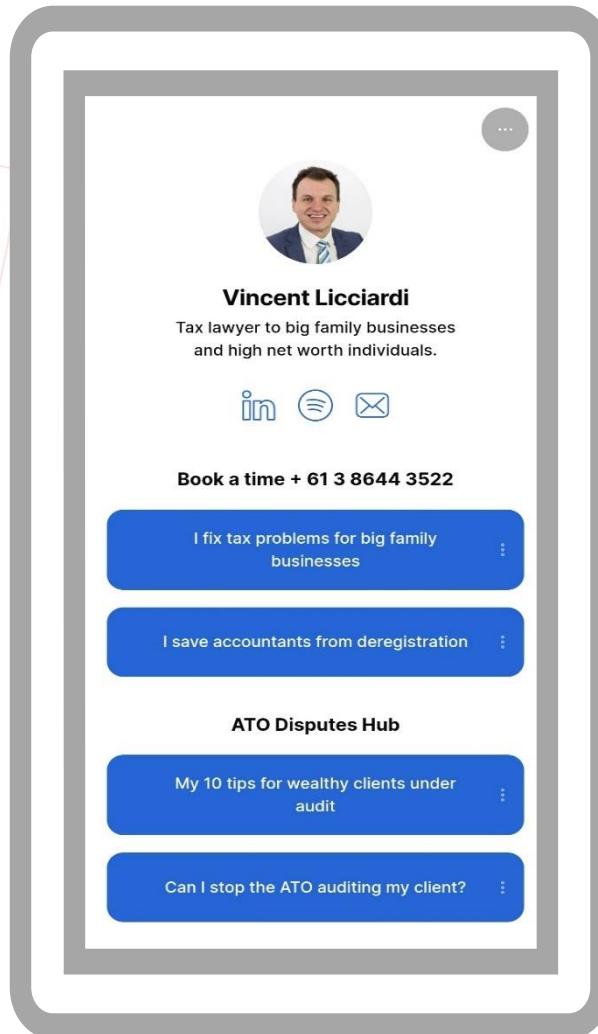 Vincent Licciardi
Tax lawyer to big family businesses
and high net worth individuals.
in
Book a time + 61 3 8644 3522
I fix tax problems for big family
businesses
I save accountants from deregistration
ATO Disputes Hub
My 10 tips for wealthy clients under
audit
Can I stop the ATO auditing my client?